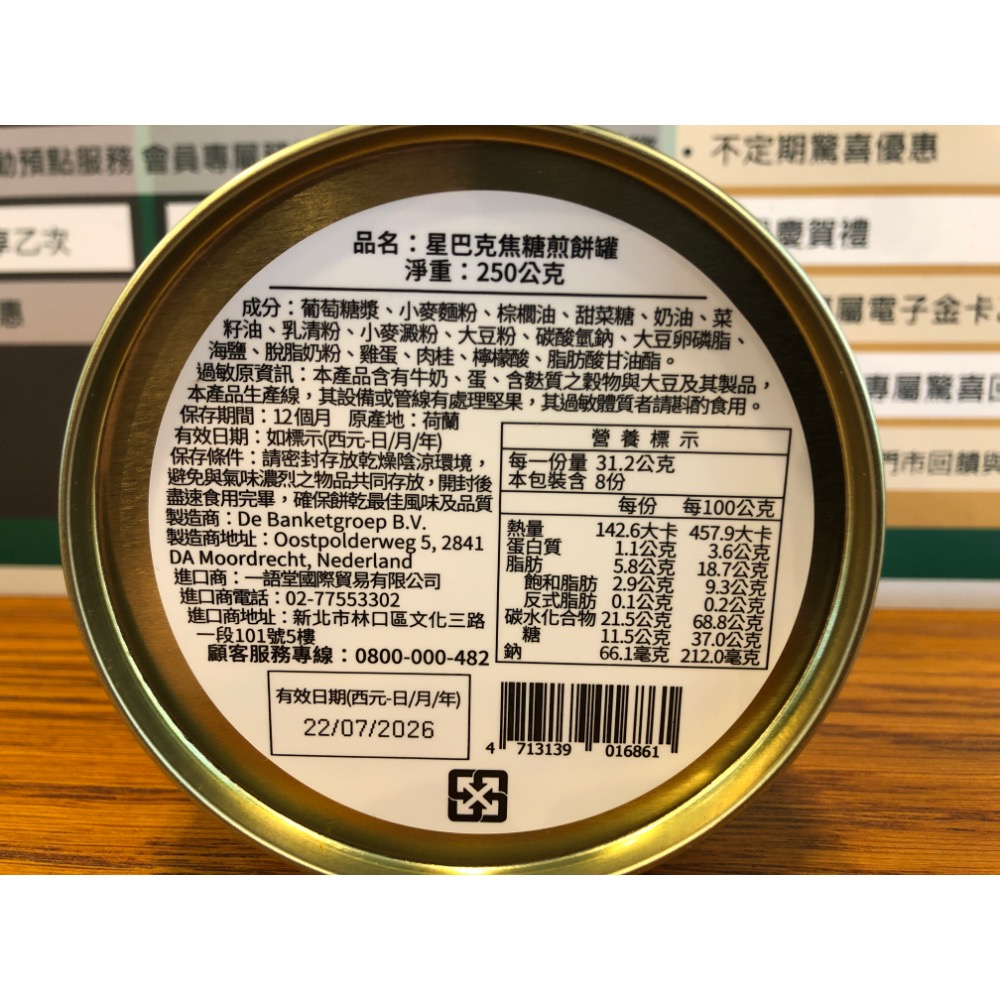 動預點服務 會員專屬
・不定期驚喜優惠
享乙次
慶賀禮
惠
屬電子金卡
專屬驚喜回
門市回饋與
品名：星巴克焦糖煎餅罐
淨重：250公克
成分：葡萄糖漿、小麥麵粉、棕櫚油、甜菜糖、奶油、菜
籽油、乳清粉、小麥澱粉、大豆粉、碳酸氫鈉、大豆卵磷脂、
海鹽、脫脂奶粉、雞蛋、肉桂、檸檬酸、脂肪酸甘油酯。
過敏原資訊：本產品含有牛奶、蛋、含麩質之穀物與大豆及其製品，
本產品生產線，其設備或管線有處理堅果，其過敏體質者請斟酌食用。
保存期間：12個月 原產地：荷蘭
有效日期：如標示(西元-日/月/年)
保存條件：請密封存放乾燥陰涼環境，
避免與氣味濃烈之物品共同存放，開封後
盡速食用完畢，確保餅乾最佳風味及品質
製造商：De Banketgroep B.V.
製造商地址：Oostpolderweg 5, 2841
DA Moordrecht, Nederland
進口商：一語堂國際貿易有限公司
進口商電話：02-77553302
進口商地址：新北市林口區文化三路
一段101號5樓
顧客服務專線：0800-000-482
營養標示
每一份量 31.2公克
本包裝含 8份
每份 每100公克
熱量 142.6大卡 457.9大卡
蛋白質 1.1公克 3.6公克
脂肪 5.8公克 18.7公克
飽和脂肪 2.9公克 9.3公克
反式脂肪 0.1公克 0.2公克
碳水化合物 21.5公克 68.8公克
糖 11.5公克 37.0公克
鈉 66.1毫克 212.0毫克
有效日期(西元-日/月/年)
22/07/2026
4 713139 016861